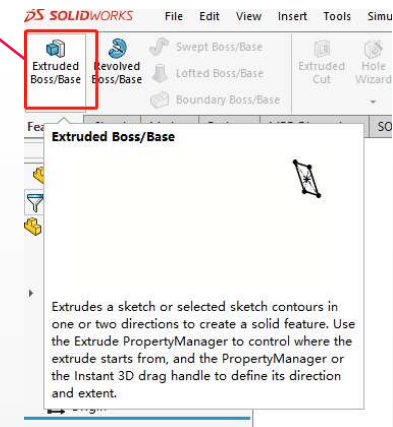 SOLIDWORKS File Edit View Insert Tools Simu
Extruded Boss/Base
Revolved Boss/Base
Swept Boss/Base
Lofted Boss/Base
Boundary Boss/Base
Extruded Cut
Hole Wizard
Fea SO
Extruded Boss/Base
Extrudes a sketch or selected sketch contours in
one or two directions to create a solid feature. Use
the Extrude PropertyManager to control where the
extrude starts from, and the PropertyManager or
the Instant 3D drag handle to define its direction
and extent.